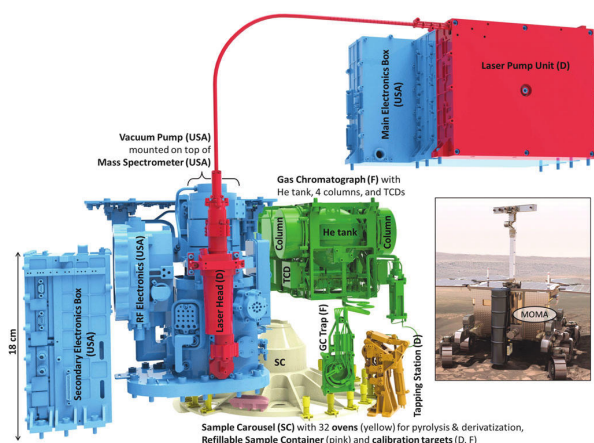 Laser Pump Unit (D)
Main Electronics Box
(USA)
Vacuum Pump (USA)
mounted on top of
Mass Spectrometer (USA)
Gas Chromatograph (F) with
He tank, 4 columns, and TCDs
Column
He tank
Column
TCD
RF Electronics (USA)
Laser Head (D)
Secondary Electronics Box
(USA)
18 cm
SC
GC Trap (F)
Tapping Station (D)
MOMA
Sample Carousel (SC) with 32 ovens (yellow) for pyrolysis & derivatization,
Refillable Sample Container (pink) and calibration targets (D, F)